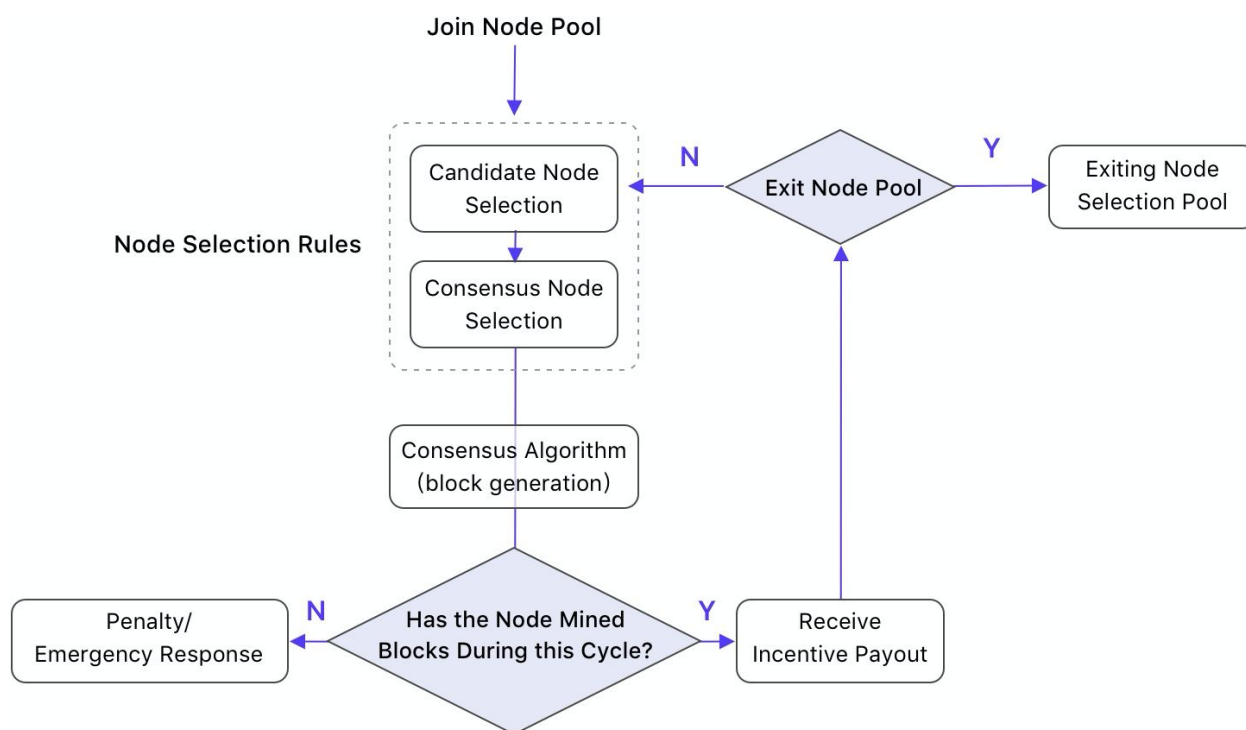 Join Node Pool
Candidate Node
Selection
N
Exit Node Pool
Y
Exiting Node
Selection Pool
Node Selection Rules
Consensus Node
Selection
Consensus Algorithm
(block generation)
Has the Node Mined
Blocks During this Cycle?
N
Penalty/
Emergency Response
Y
Receive
Incentive Payout